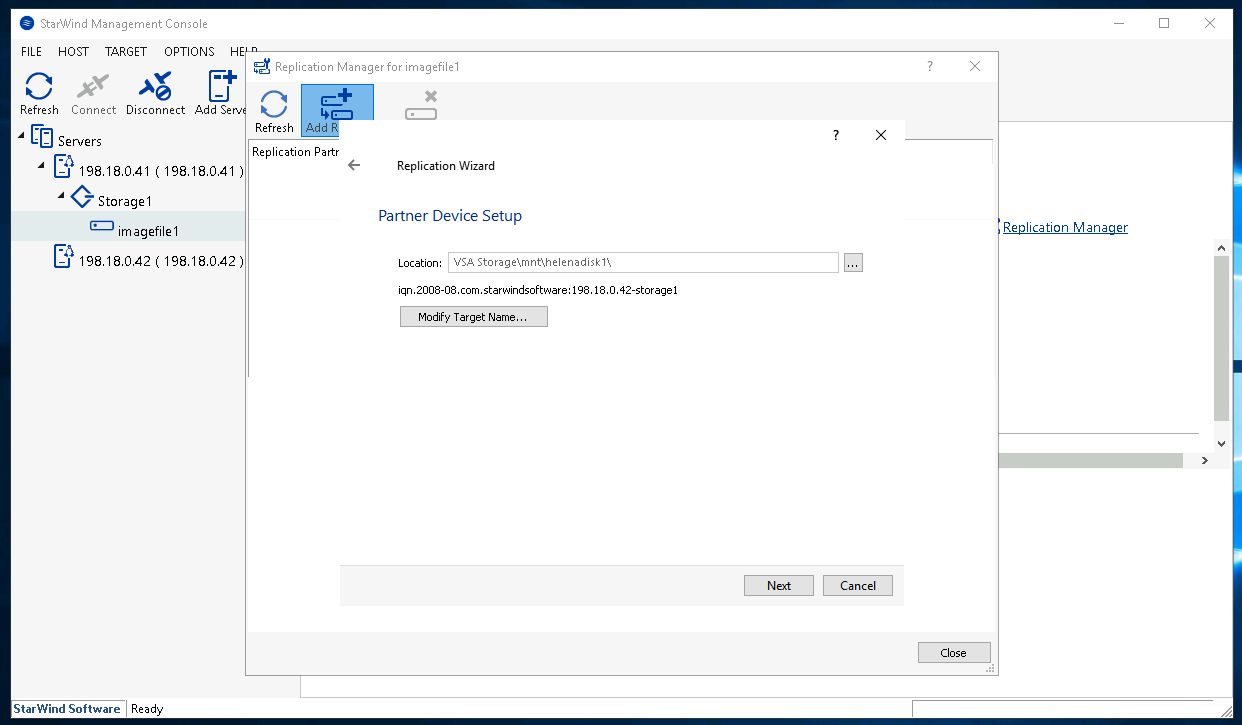 StarWind Management Console
FILE HOST TARGET OPTIONS HELP
Refresh Connect Disconnect Add Serve
Servers
198.18.0.41 ( 198.18.0.41 )
Storage1
imagefile1
198.18.0.42 ( 198.18.0.42 )
Replication Manager for imagefile1
?
Refresh Add R
Replication Partn
?
Replication Wizard
Partner Device Setup
Location: VSA Storage\mnt\helenadisk1\ ...
iqn.2008-08.com.starwindsoftware:198.18.0.42-storage1
Modify Target Name...
Next Cancel
Close
Replication Manager
StarWind Software Ready